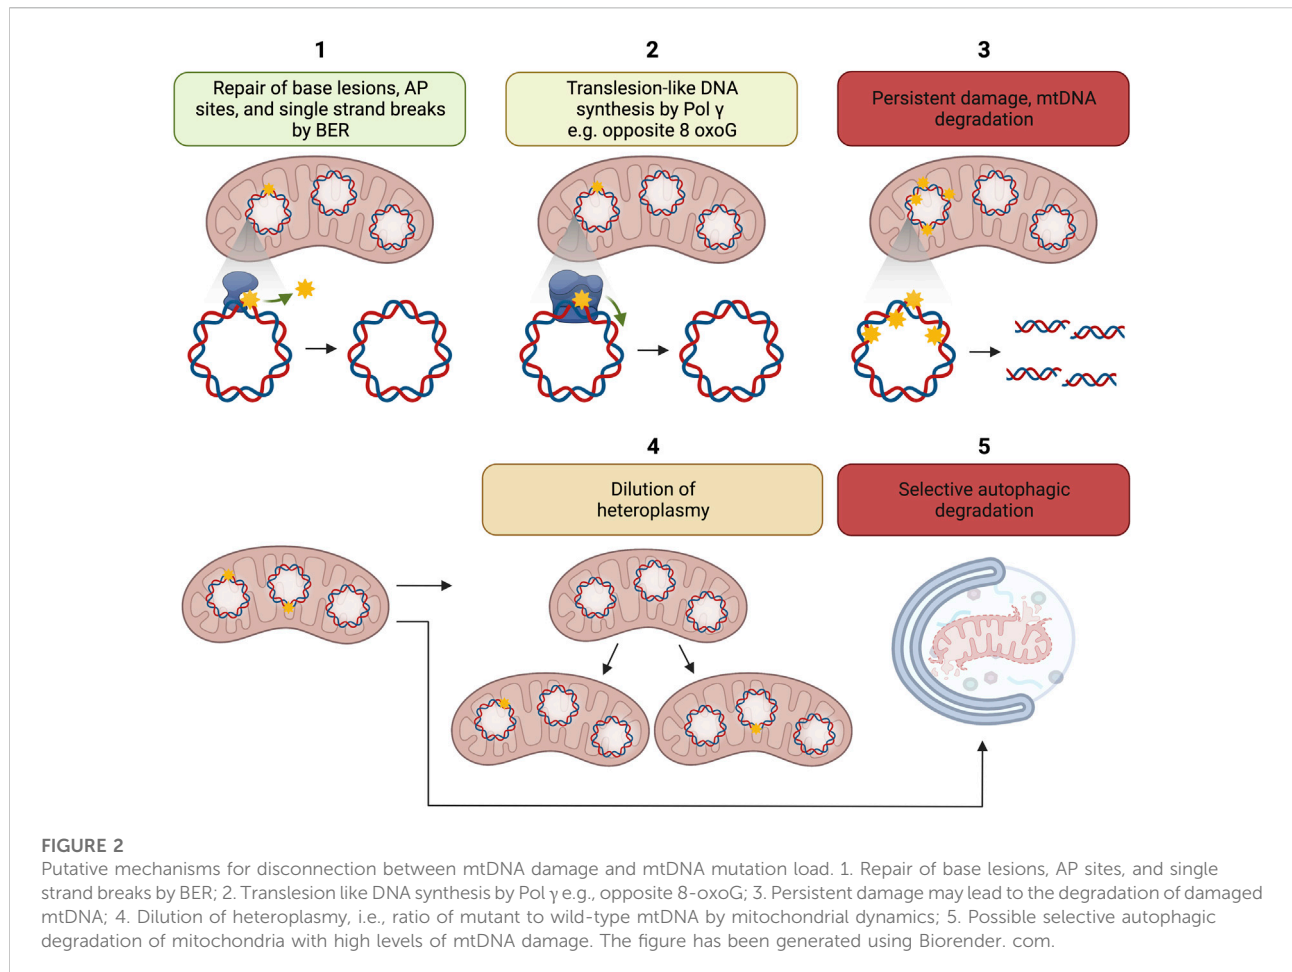 1
Repair of base lesions, AP
sites, and single strand breaks
by BER
2
Translesion-like DNA
synthesis by Pol γ
e.g. opposite 8 oxoG
3
Persistent damage, mtDNA
degradation
4
Dilution of
heteroplasmy
5
Selective autophagic
degradation
FIGURE 2
Putative mechanisms for disconnection between mtDNA damage and mtDNA mutation load. 1. Repair of base lesions, AP sites, and single
strand breaks by BER; 2. Translesion like DNA synthesis by Pol γ e.g., opposite 8-oxoG; 3. Persistent damage may lead to the degradation of damaged
mtDNA; 4. Dilution of heteroplasmy, i.e., ratio of mutant to wild-type mtDNA by mitochondrial dynamics; 5. Possible selective autophagic
degradation of mitochondria with high levels of mtDNA damage. The figure has been generated using Biorender. com.